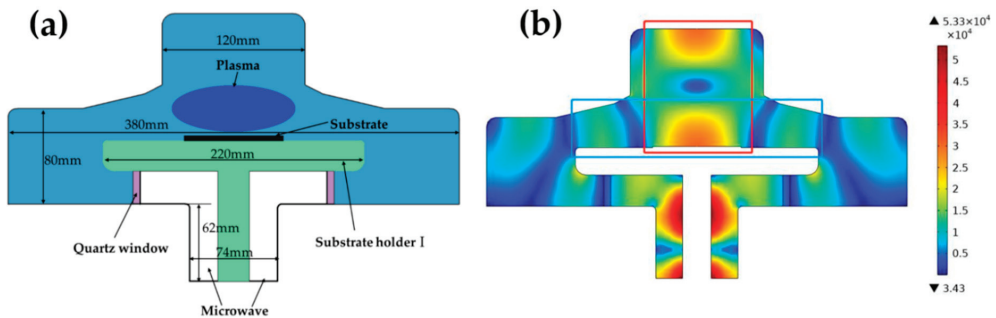 (a)
120mm
Plasma
380mm
Substrate
80mm
220mm
62mm
Quartz window
Substrate holder Ⅰ
74mm
Microwave
(b)
▲ 5.33×10⁴
×10⁴
5
4.5
4
3.5
3
2.5
2
1.5
1
0.5
0
▼ 3.43